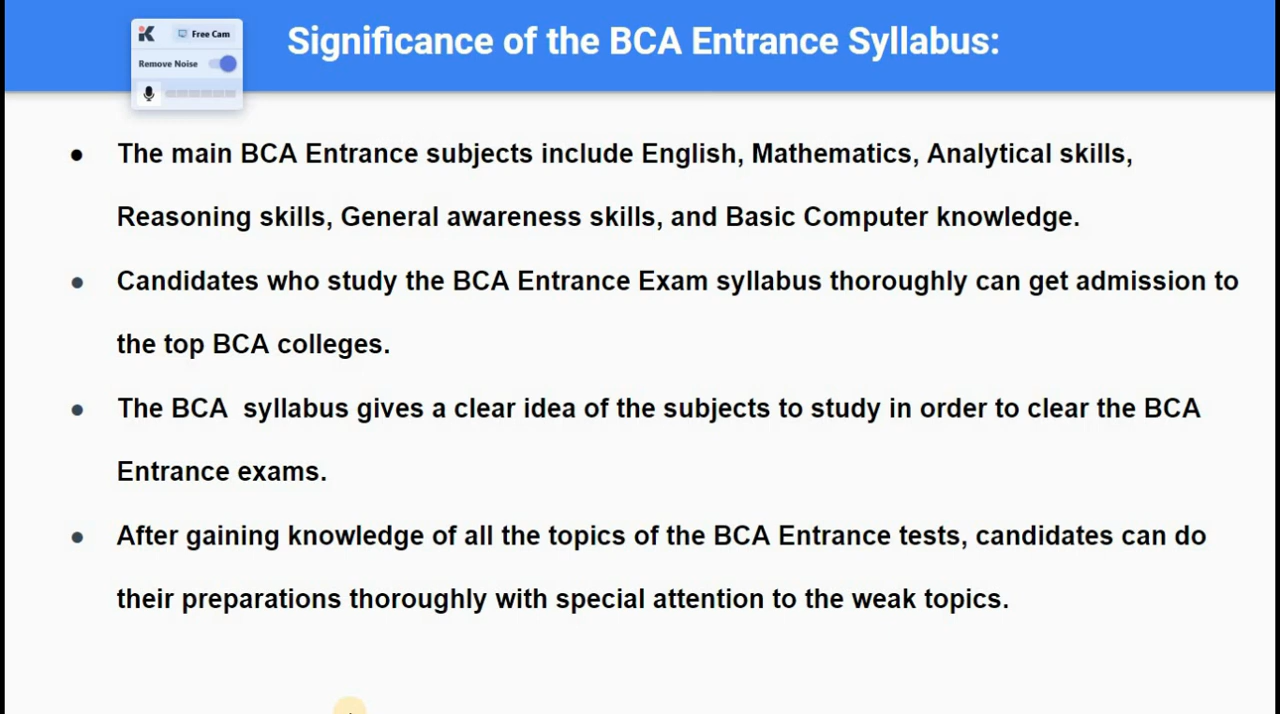 Free Cam
Remove Noise
Significance of the BCA Entrance Syllabus:
● The main BCA Entrance subjects include English, Mathematics, Analytical skills,
Reasoning skills, General awareness skills, and Basic Computer knowledge.
● Candidates who study the BCA Entrance Exam syllabus thoroughly can get admission to
the top BCA colleges.
● The BCA  syllabus gives a clear idea of the subjects to study in order to clear the BCA
Entrance exams.
● After gaining knowledge of all the topics of the BCA Entrance tests, candidates can do
their preparations thoroughly with special attention to the weak topics.